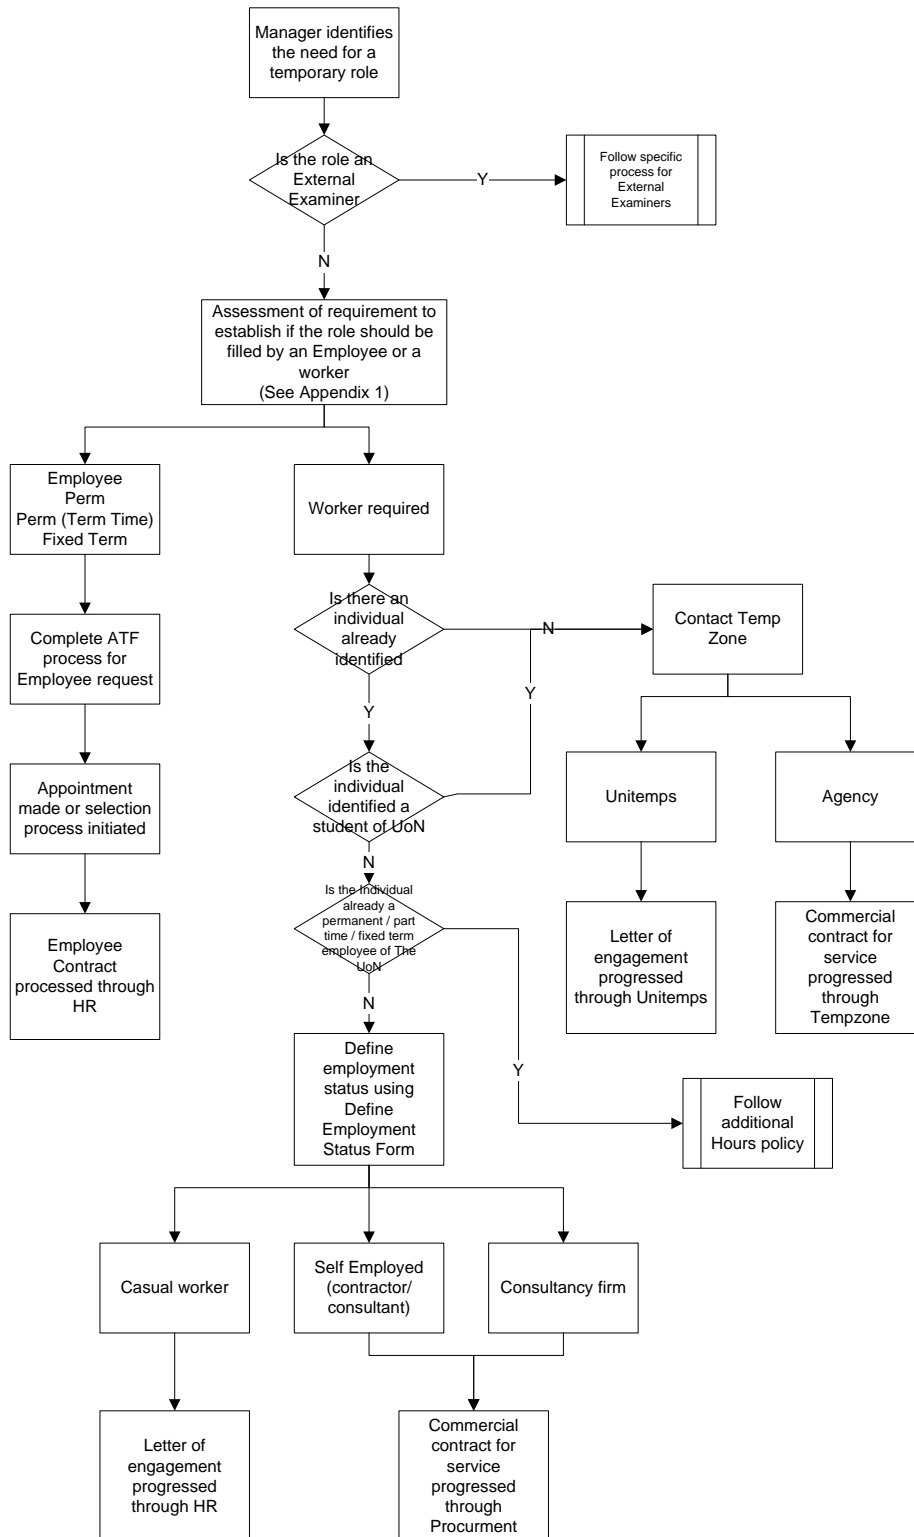 Manager identifies
the need for a
temporary role
Is the role an
External
Examiner
Y
Follow specific
process for
External
Examiners
N
Assessment of requirement to
establish if the role should be
filled by an Employee or a
worker
(See Appendix 1)
Employee
Perm
Perm (Term Time)
Fixed Term
Worker required
Complete ATF
process for
Employee request
Is there an
individual
already
identified
N
Contact Temp
Zone
Y
Y
Appointment
made or selection
process initiated
Is the
individual
identified a
student of UoN
Unitemps
Agency
N
Employee
Contract
processed through
HR
Is the Individual
already a
permanent / part
time / fixed term
employee of The
UoN
Letter of
engagement
progressed
through Unitemps
Commercial
contract for
service
progressed
through
Tempzone
N
Y
Define
employment
status using
Define
Employment
Status Form
Follow
additional
Hours policy
Casual worker
Self Employed
(contractor/
consultant)
Consultancy firm
Letter of
engagement
progressed
through HR
Commercial
contract for
service
progressed
through
Procurment